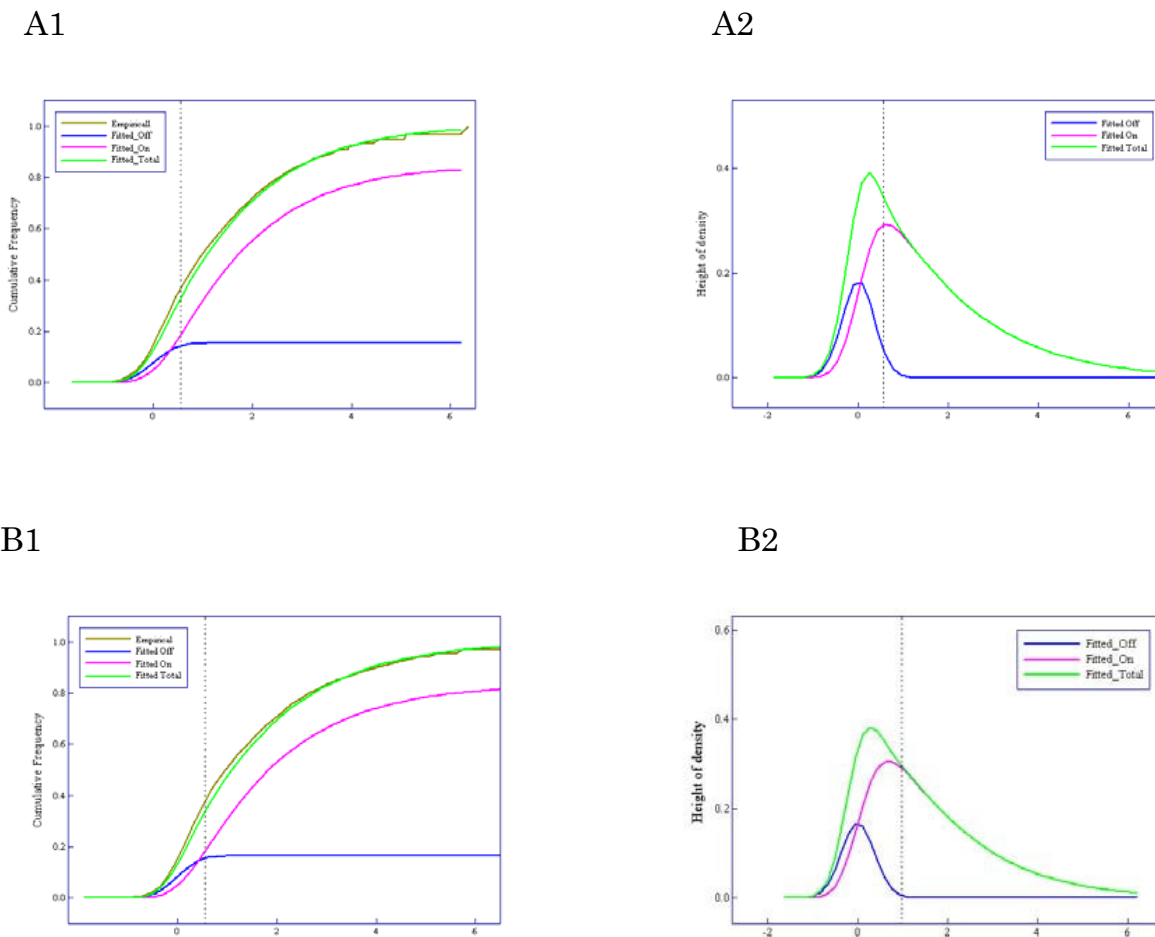 A1
A2
Empiricall
Fitted_Off
Fitted_On
Fitted_Total
1.0
0.8
0.6
0.4
0.2
0.0
Cumulative Frequency
0
2
4
6
Fitted Off
Fitted On
Fitted Total
0.4
0.2
0.0
Height of density
-2
0
2
4
6
B1
B2
Empirical
Fitted Off
Fitted On
Fitted Total
1.0
0.8
0.6
0.4
0.2
0.0
Cumulative Frequency
0
2
4
6
Fitted_Off
Fitted_On
Fitted_Total
0.6
0.4
0.2
0.0
Height of density
-2
0
2
4
6